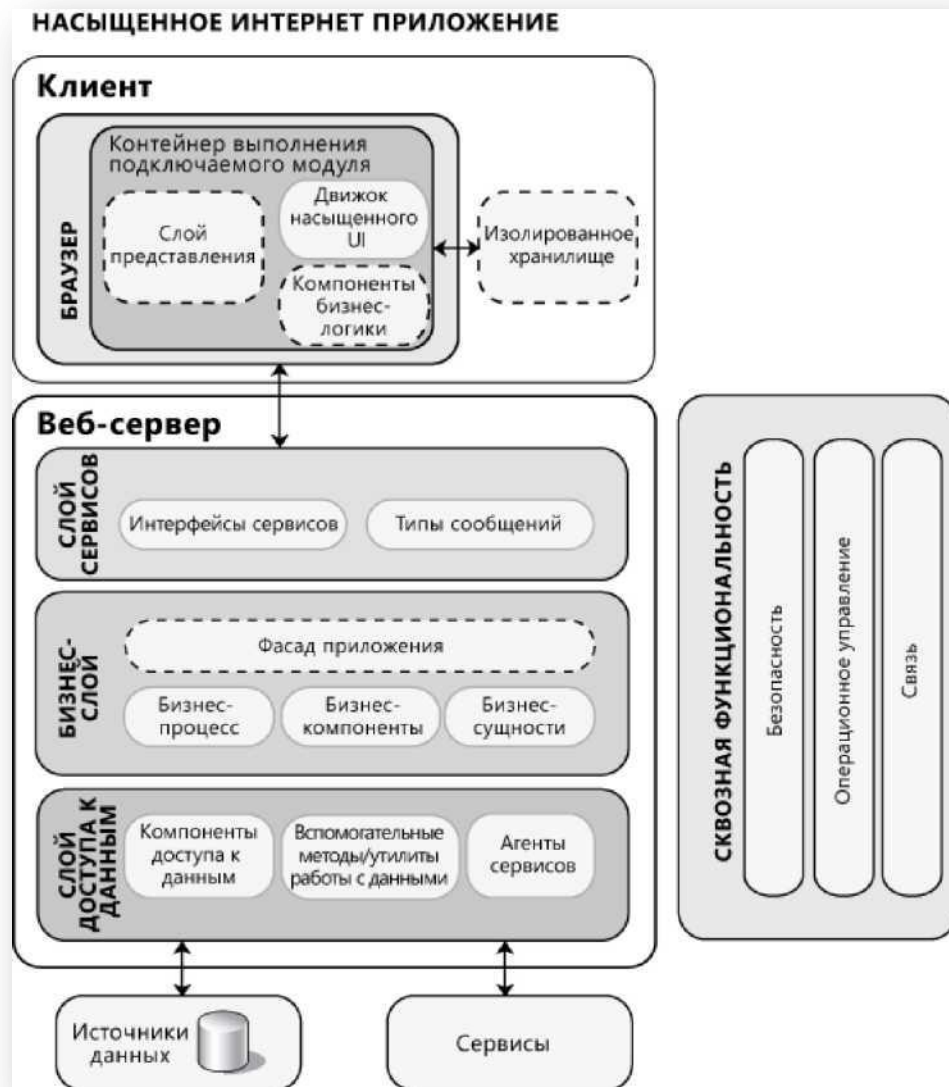 НАСЫЩЕННОЕ ИНТЕРНЕТ ПРИЛОЖЕНИЕ
Клиент
БРАУЗЕР
Контейнер выполнения
подключаемого модуля
Слой
представления
Движок
насыщенного
UI
Компоненты
бизнес-
логики
Изолированное
хранилище
Веб-сервер
СЛОЙ
СЕРВИСОВ
Интерфейсы сервисов
Типы сообщений
БИЗНЕС-
СЛОЙ
Фасад приложения
Бизнес-
процесс
Бизнес-
компоненты
Бизнес-
сущности
СЛОЙ
ДОСТУПА К
ДАННЫМ
Компоненты
доступа к
данным
Вспомогательные
методы/утилиты
работы с данными
Агенты
сервисов
Источники
данных
Сервисы
СКВОЗНАЯ ФУНКЦИОНАЛЬНОСТЬ
Безопасность
Операционное управление
Связь